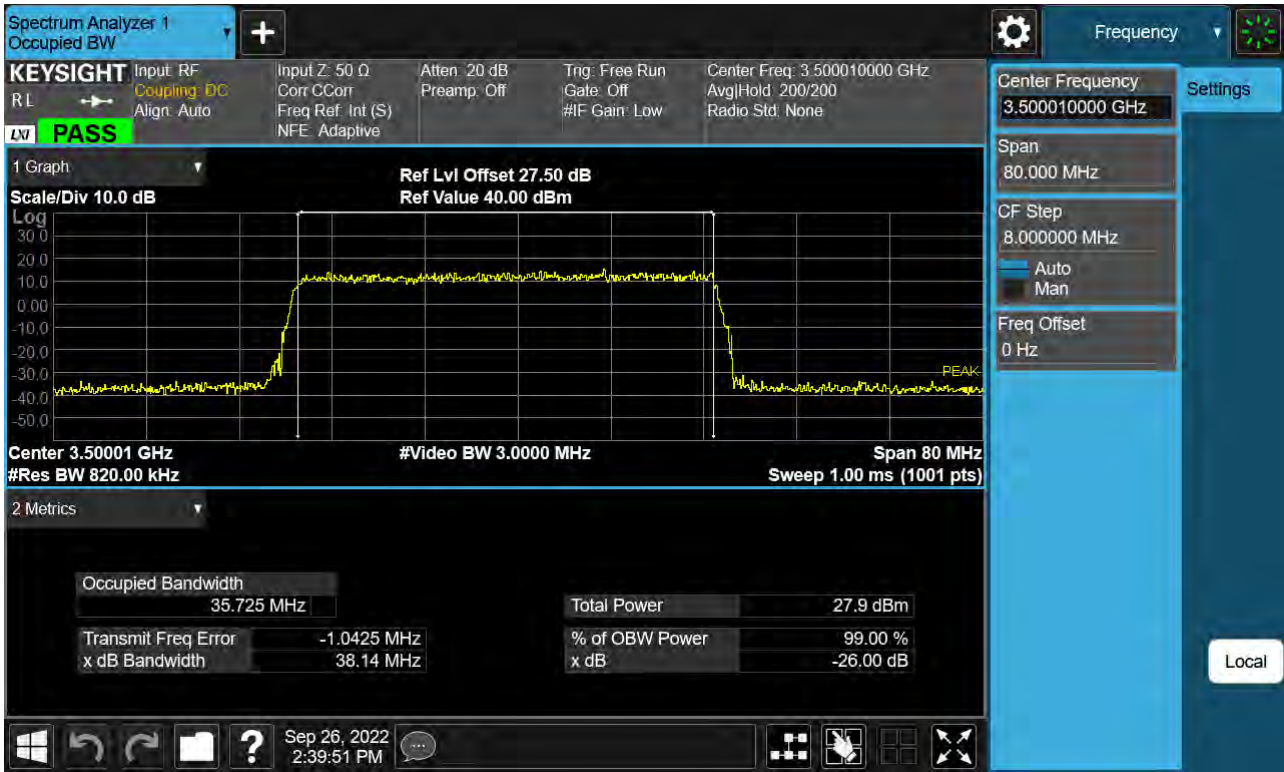 Spectrum Analyzer 1
Occupied BW
+
Frequency
KEYSIGHT
RL
LXI
PASS
Input: RF
Coupling: DC
Align: Auto
Input Z: 50 Ω
Corr CCorr
Freq Ref: Int (S)
NFE: Adaptive
Atten: 20 dB
Preamp: Off
Trig: Free Run
Gate: Off
#IF Gain: Low
Center Freq: 3.500010000 GHz
Avg|Hold: 200/200
Radio Std: None
Center Frequency
3.500010000 GHz
Settings
Span
80.000 MHz
CF Step
8.000000 MHz
Auto
Man
Freq Offset
0 Hz
Local
1 Graph
Scale/Div 10.0 dB
Ref Lvl Offset 27.50 dB
Ref Value 40.00 dBm
Log
30.0
20.0
10.0
0.00
-10.0
-20.0
-30.0
-40.0
-50.0
PEAK
Center 3.50001 GHz
#Video BW 3.0000 MHz
Span 80 MHz
#Res BW 820.00 kHz
Sweep 1.00 ms (1001 pts)
2 Metrics
Occupied Bandwidth
35.725 MHz
Total Power 27.9 dBm
Transmit Freq Error -1.0425 MHz
% of OBW Power 99.00 %
x dB Bandwidth 38.14 MHz
x dB -26.00 dB
?
Sep 26, 2022
2:39:51 PM